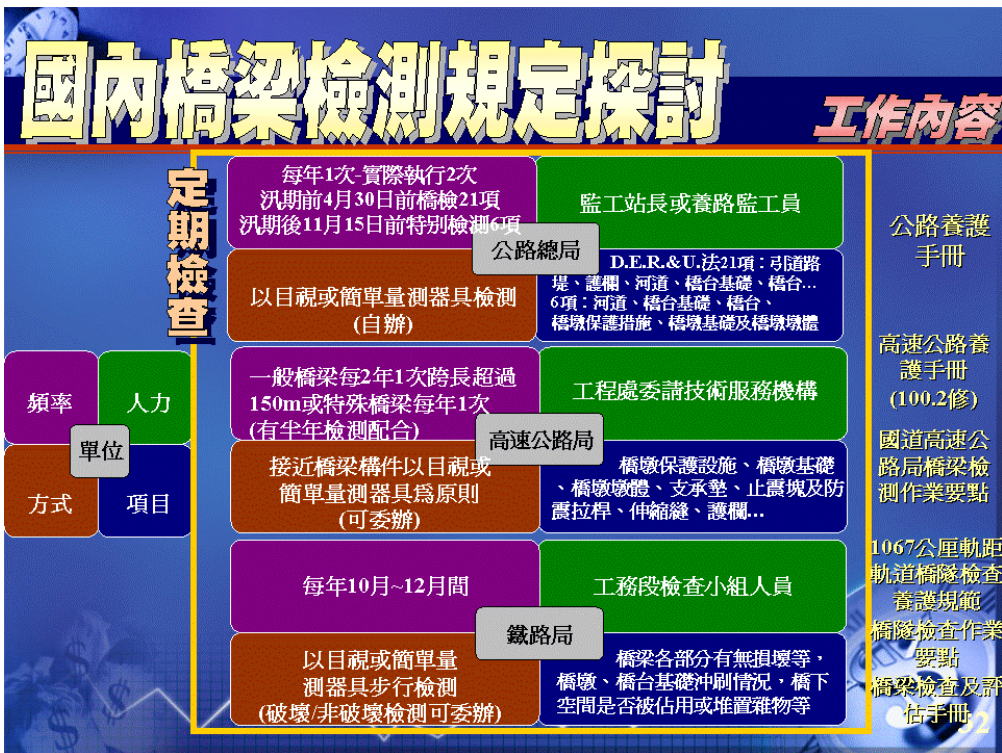 國內橋梁檢測規定探討
工作內容
定期檢查
每年1次-實際執行2次
汛期前4月30日前橋檢21項
汛期後11月15日前特別檢測6項
監工站長或養路監工員
公路總局
以目視或簡單量測器具檢測
(自辦)
D.E.R.&U.法21項：引道路
堤、護欄、河道、橋台基礎、橋台…
6項：河道、橋台基礎、橋台、
橋墩保護措施、橋墩基礎及橋墩墩體
公路養護
手冊
頻率
人力
單位
方式
項目
一般橋梁每2年1次跨長超過
150m或特殊橋梁每年1次
(有半年檢測配合)
工程處委請技術服務機構
高速公路局
接近橋梁構件以目視或
簡單量測器具為原則
(可委辦)
橋墩保護設施、橋墩基礎
、橋墩墩體、支承墊、止震塊及防
震拉桿、伸縮縫、護欄…
高速公路養
護手冊
(100.2修)
國道高速公
路局橋梁檢
測作業要點
每年10月~12月間
工務段檢查小組人員
鐵路局
以目視或簡單量
測器具步行檢測
(破壞/非破壞檢測可委辦)
橋梁各部分有無損壞等，
橋墩、橋台基礎沖刷情況，橋下
空間是否被佔用或堆置雜物等
1067公厘軌距
軌道橋隧檢查
養護規範
橋隧檢查作業
要點
橋梁檢查及評
估手冊
32